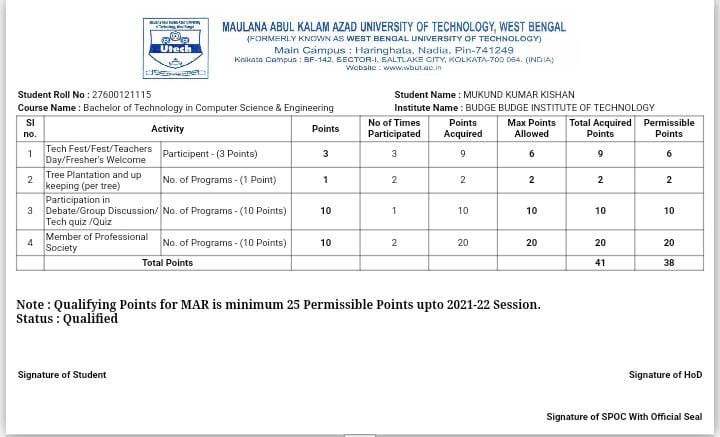 MAULANA ABUL KALAM AZAD UNIVERSITY OF TECHNOLOGY, WEST BENGAL
(FORMERLY KNOWN AS WEST BENGAL UNIVERSITY OF TECHNOLOGY)
Main Campus : Haringhata, Nadia, Pin-741249
Kolkata Campus : BF-142, SECTOR-I, SALTLAKE CITY, KOLKATA-700 064, (INDIA)
Website : www.wbut.ac.in
Utech
Student Roll No : 27600121115 Student Name : MUKUND KUMAR KISHAN
Course Name : Bachelor of Technology in Computer Science & Engineering Institute Name : BUDGE BUDGE INSTITUTE OF TECHNOLOGY
Sl no. Activity Points No of Times Participated Points Acquired Max Points Allowed Total Acquired Points Permissible Points
1 Tech Fest/Fest/Teachers Day/Fresher's Welcome Participent - (3 Points) 3 3 9 6 9 6
2 Tree Plantation and up keeping (per tree) No. of Programs - (1 Point) 1 2 2 2 2 2
3 Participation in Debate/Group Discussion/ Tech quiz /Quiz No. of Programs - (10 Points) 10 1 10 10 10 10
4 Member of Professional Society No. of Programs - (10 Points) 10 2 20 20 20 20
Total Points 41 38
Note : Qualifying Points for MAR is minimum 25 Permissible Points upto 2021-22 Session.
Status : Qualified
Signature of Student Signature of HoD
Signature of SPOC With Official Seal